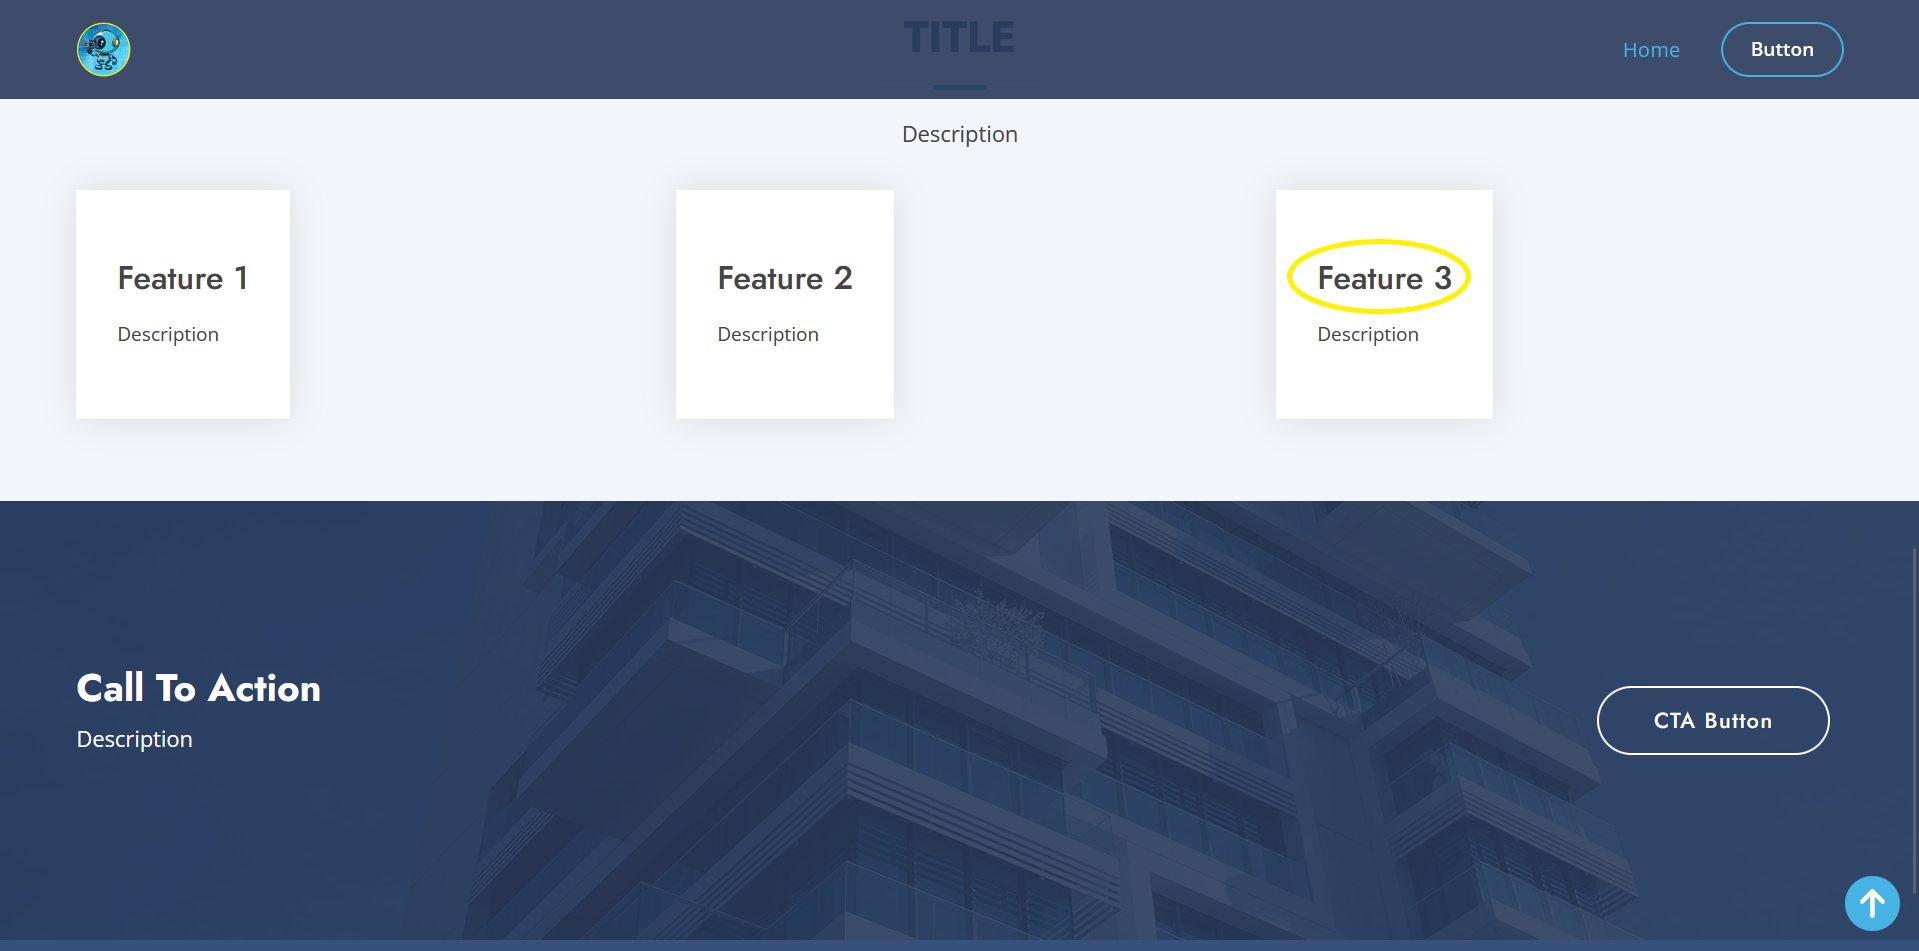 TITLE
Home
Button
Description
Feature 1
Description
Feature 2
Description
Feature 3
Description
Call To Action
Description
CTA Button